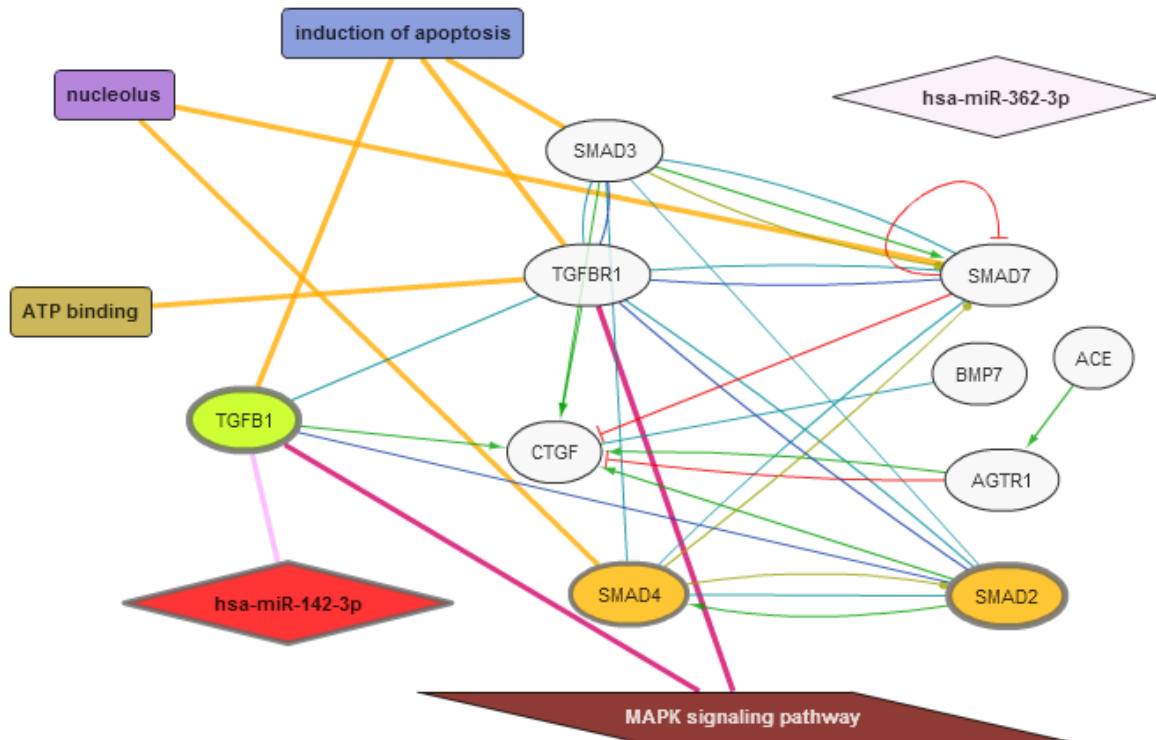 induction of apoptosis
nucleolus
hsa-miR-362-3p
SMAD3
TGFBR1
SMAD7
ATP binding
ACE
BMP7
TGFB1
CTGF
AGTR1
hsa-miR-142-3p
SMAD4
SMAD2
MAPK signaling pathway